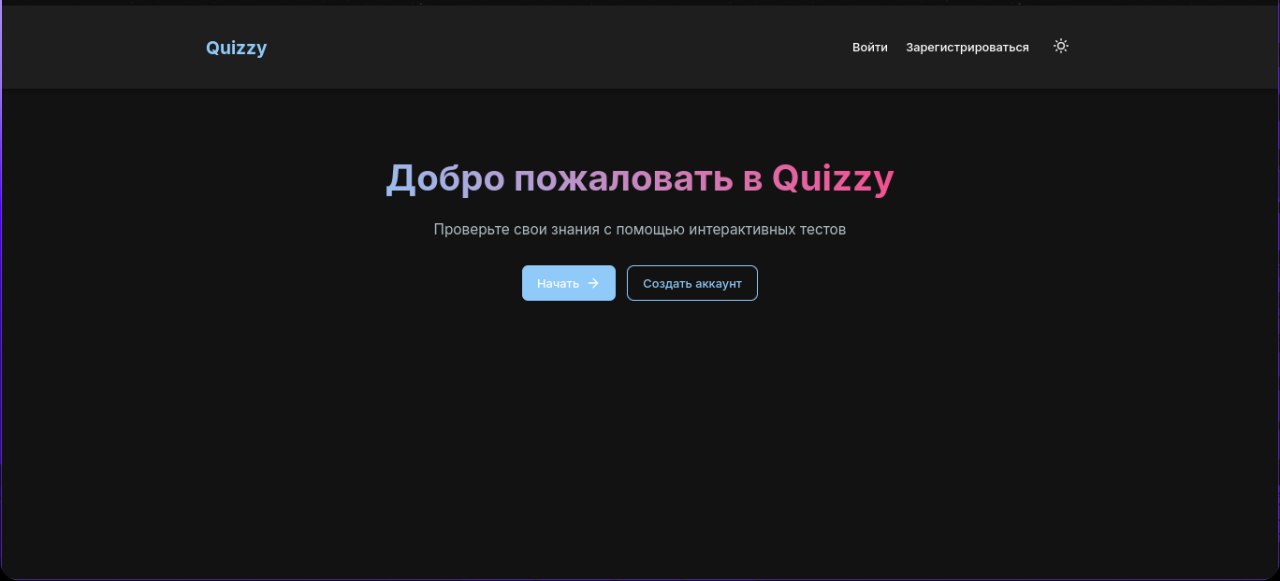 Quizzy
Войти
Зарегистрироваться
Добро пожаловать в Quizzy
Проверьте свои знания с помощью интерактивных тестов
Начать →
Создать аккаунт